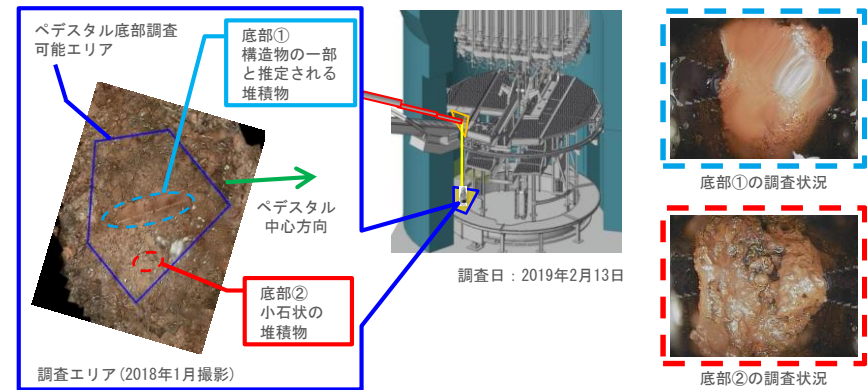 ペデスタル底部調査
可能エリア
底部①
構造物の一部
と推定される
堆積物
ペデスタル
中心方向
底部②
小石状の
堆積物
調査エリア(2018年1月撮影)
調査日：2019年2月13日
底部①の調査状況
底部②の調査状況